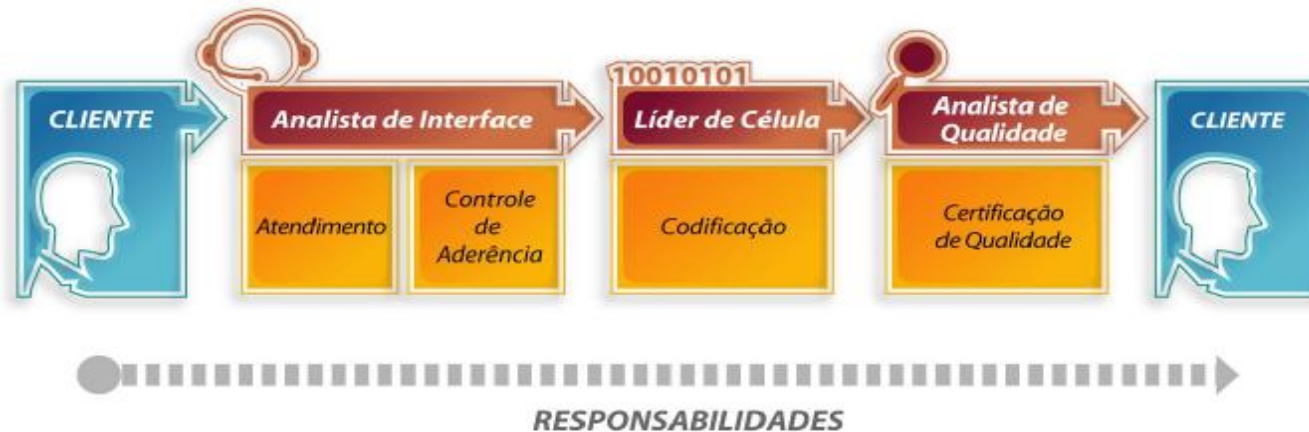 10010101
CLIENTE
Analista de Interface
Líder de Célula
Analista de
Qualidade
CLIENTE
Atendimento
Controle
de
Aderência
Codificação
Certificação
de Qualidade
RESPONSABILIDADES